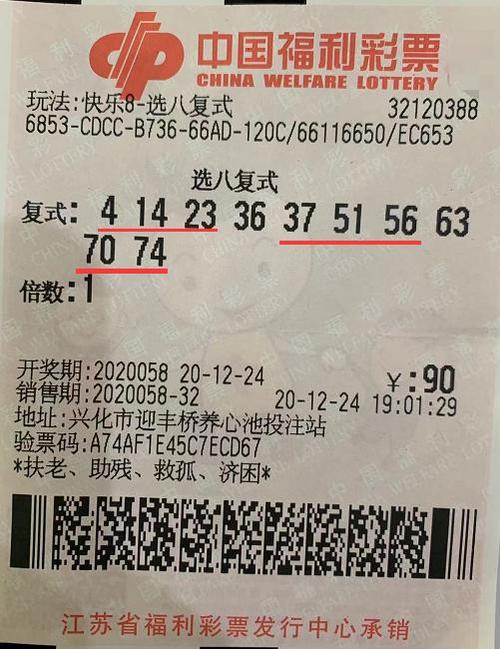 中国福利彩票
CHINA WELFARE LOTTERY
玩法:快乐8-选八复式 32120388
6853-CDCC-B736-66AD-120C/66116650/EC653
选八复式
复式: 4 14 23 36 37 51 56 63
70 74
倍数:1
开奖期:2020058 20-12-24 ¥:90
销售期:2020058-32 20-12-24 19:01:29
地址:兴化市迎丰桥养心池投注站
验票码:A74AF1E45C7ECD67
*扶老、助残、救孤、济困*
江苏省福利彩票发行中心承销